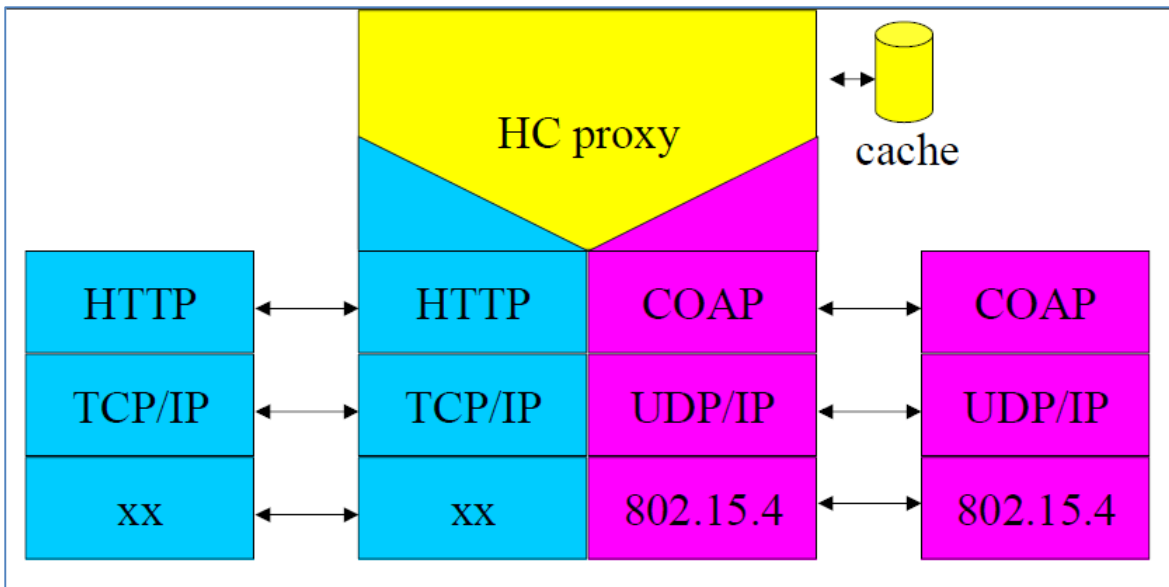 HC proxy
cache
HTTP HTTP COAP COAP
TCP/IP TCP/IP UDP/IP UDP/IP
xx xx 802.15.4 802.15.4